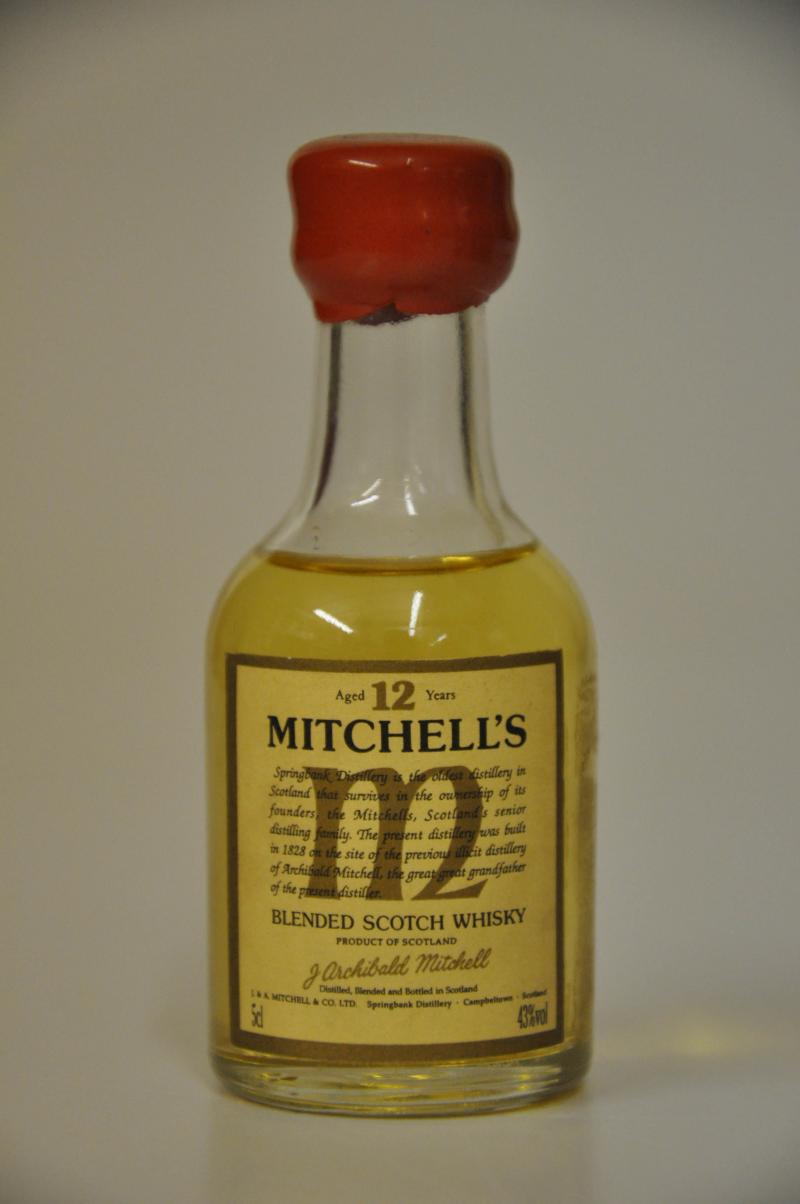 Aged 12 Years
MITCHELL'S
m
Springbank Distillery is the oldest distillery in
Scotland that survives in the ownership of its
founders, the Mitchells, Scotland's senior
distilling family. The present distillery was built
in 1828 on the site of the previous illicit distillery
of Archibald Mitchell, the great great grandfather
of the present distiller.
BLENDED SCOTCH WHISKY
PRODUCT OF SCOTLAND
J Archibald Mitchell
Distilled, Blended and Bottled in Scotland
J. & A. MITCHELL & CO. LTD. Springbank Distillery · Campbeltown · Scotland
5cl 43%vol